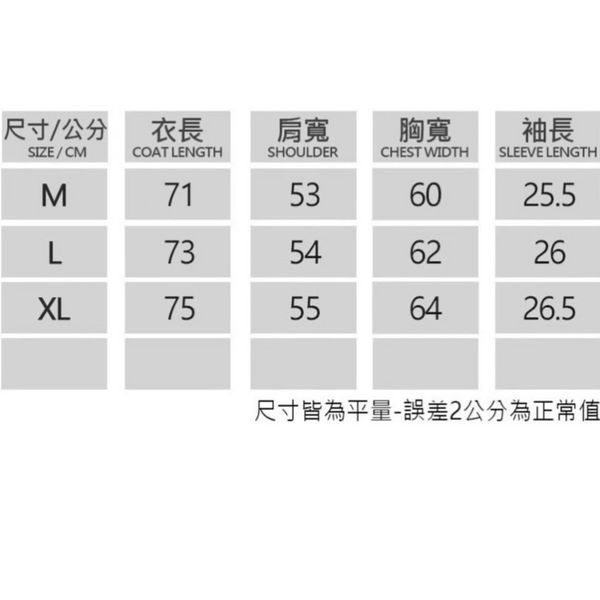 尺寸/公分 衣長 肩寬 胸寬 袖長
SIZE / CM COAT LENGTH SHOULDER CHEST WIDTH SLEEVE LENGTH
M 71 53 60 25.5
L 73 54 62 26
XL 75 55 64 26.5
尺寸皆為平量-誤差2公分為正常值